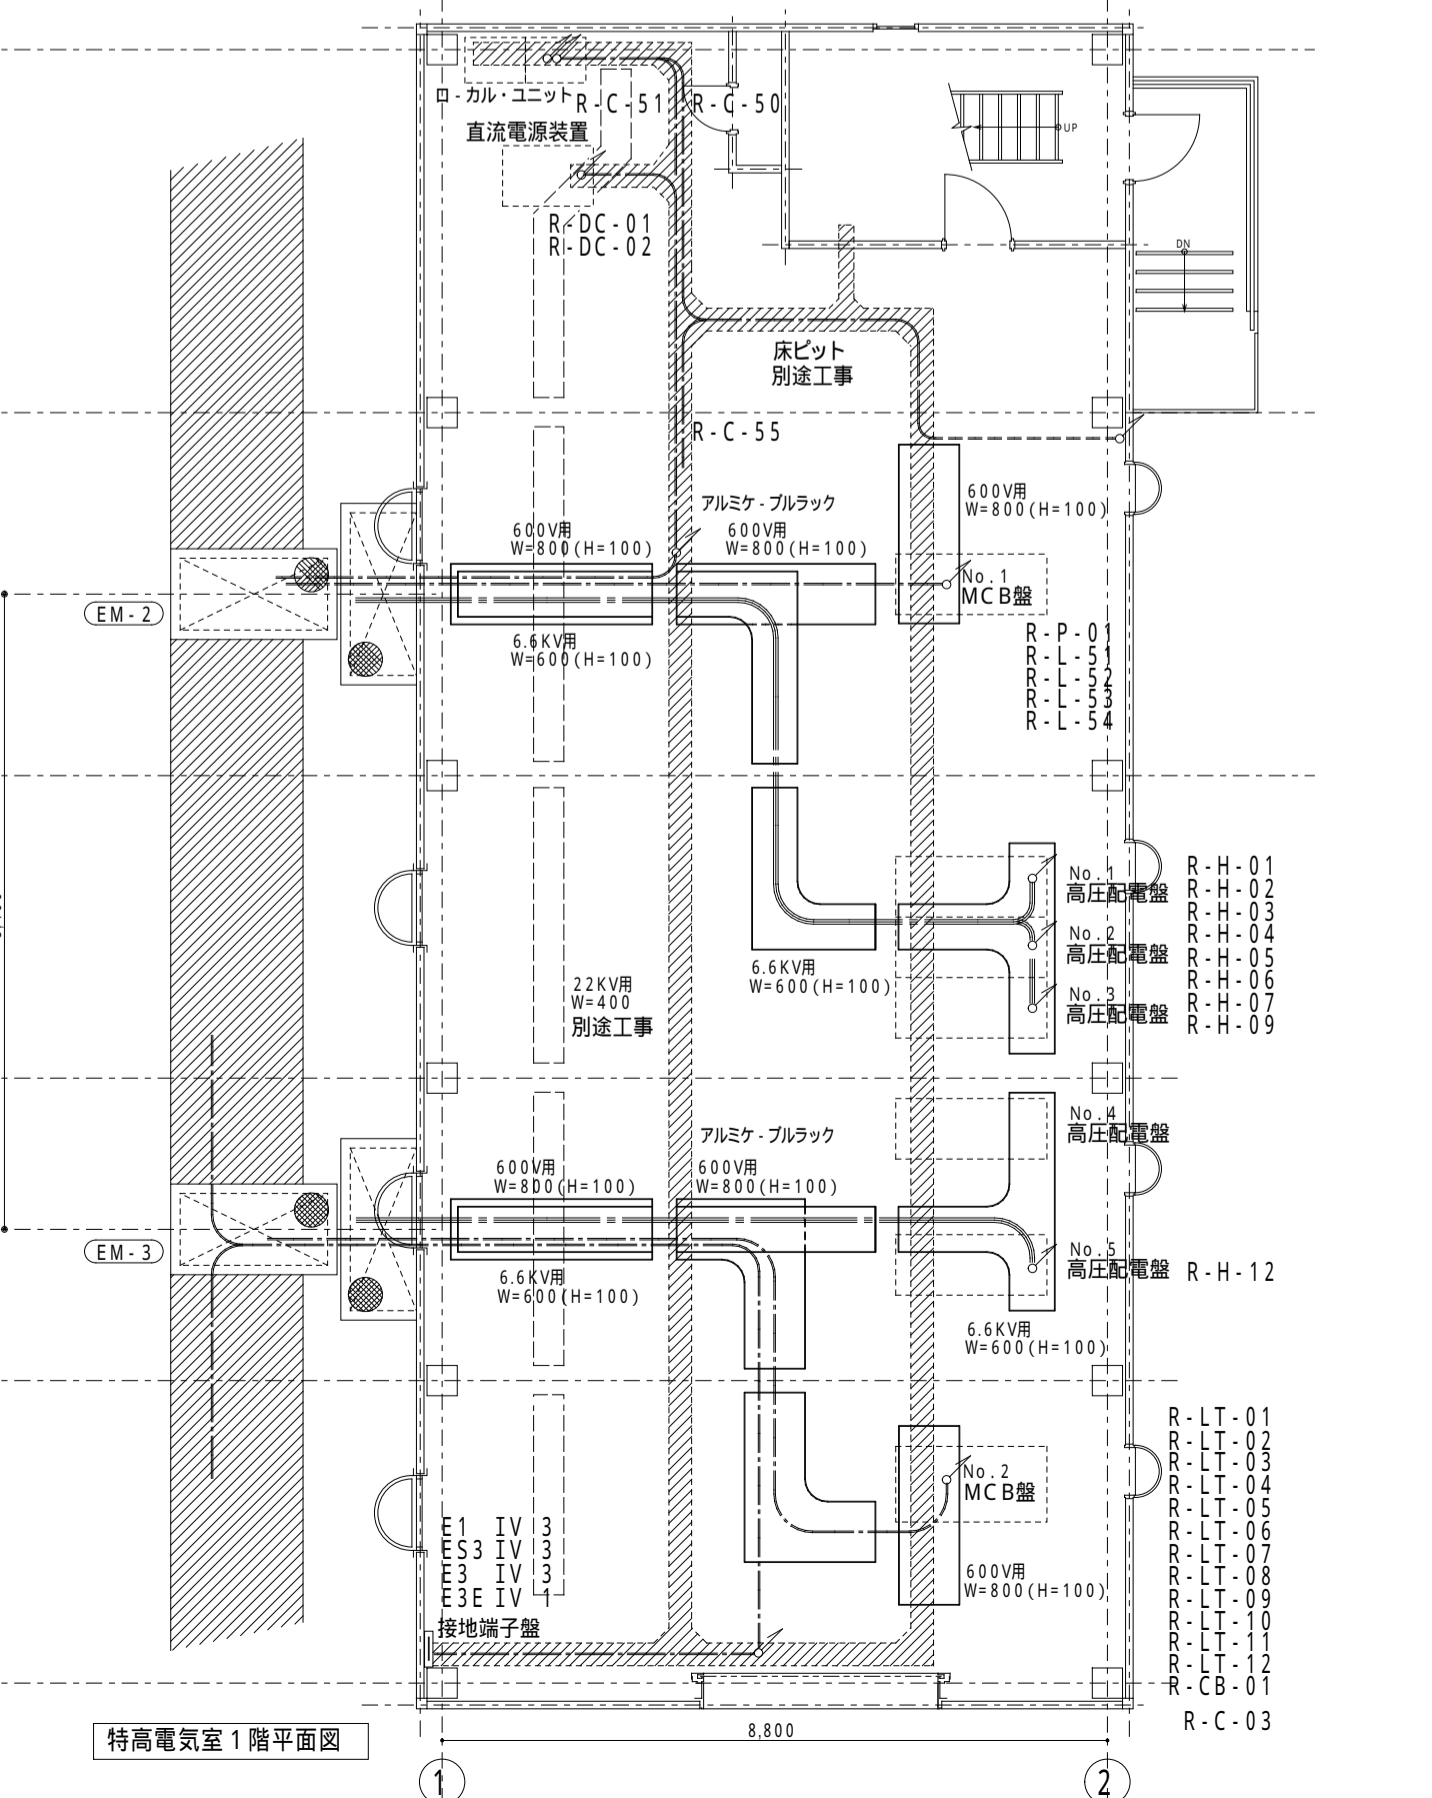 ロ-カル・ユニット
R-C-51
R-C-50
UP
直流電源装置
R-DC-01
R-DC-02
DN
床ピット
別途工事
R-C-55
600V用
W=800(H=100)
アルミケ-ブルラック
600V用
W=800(H=100)
600V用
W=800(H=100)
No.1
MCB盤
EM-2
6.6KV用
W=600(H=100)
R-P-01
R-L-51
R-L-52
R-L-53
R-L-54
No.1
高圧配電盤
No.2
高圧配電盤
No.3
高圧配電盤
R-H-01
R-H-02
R-H-03
R-H-04
R-H-05
R-H-06
R-H-07
R-H-09
6.6KV用
W=600(H=100)
22KV用
W=400
別途工事
No.4
高圧配電盤
アルミケ-ブルラック
600V用
W=800(H=100)
600V用
W=800(H=100)
EM-3
No.5
高圧配電盤
R-H-12
6.6KV用
W=600(H=100)
6.6KV用
W=600(H=100)
R-LT-01
R-LT-02
R-LT-03
R-LT-04
R-LT-05
R-LT-06
R-LT-07
R-LT-08
R-LT-09
R-LT-10
R-LT-11
R-LT-12
R-CB-01
R-C-03
No.2
MCB盤
E1 IV 3
ES3 IV 3
E3 IV 3
E3E IV 1
600V用
W=800(H=100)
接地端子盤
特高電気室1階平面図
8,800
1
2